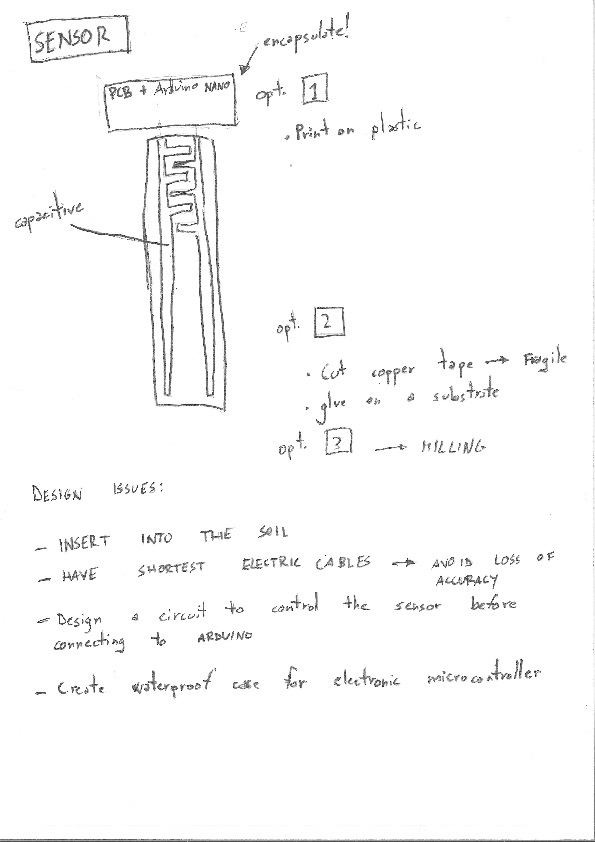 SENSOR
encapsulate!
PCB + Arduino NANO
opt. 1
• Print on plastic
capacitive
opt. 2
• Cut copper tape → Fragile
• glue on a substrate
opt. 3 → MILLING
DESIGN ISSUES:
– INSERT INTO THE SOIL
– HAVE SHORTEST ELECTRIC CABLES → AVOID LOSS OF
ACCURACY
– Design a circuit to control the sensor before
connecting to ARDUINO
– Create waterproof case for electronic microcontroller